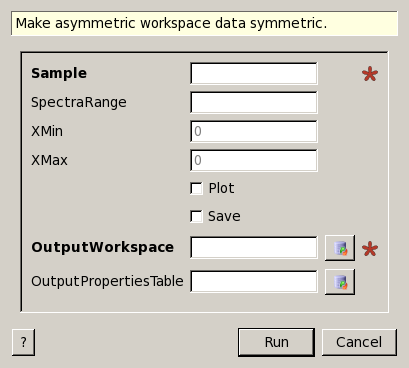 Make asymmetric workspace data symmetric.
Sample
SpectraRange
XMin 0
XMax 0
Plot
Save
OutputWorkspace
OutputPropertiesTable
? Run Cancel